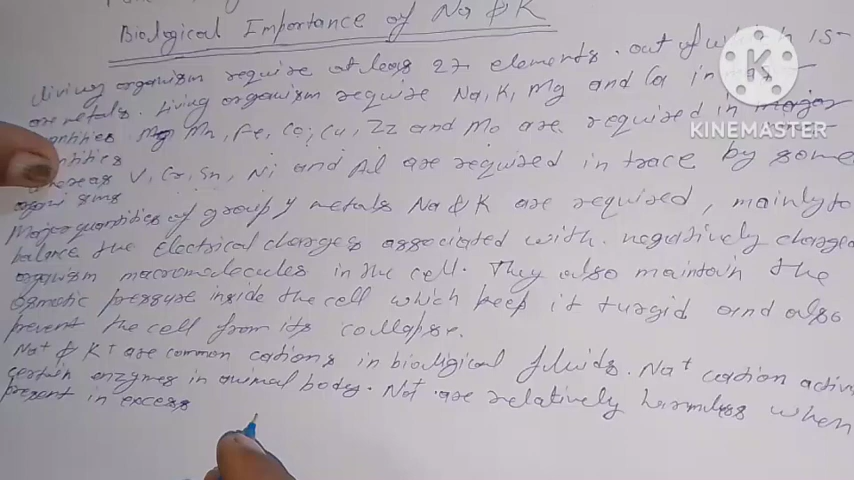 Biological Importance of Na & K
living organism require at leas 27 elements. out of which 15
are metals. Living organism require Na, K, Mg and Ca in major
quantities Mn, Fe, Co, Cu, Zz and Mo are required in major
ntities
whereas V, Cr, Sn, Ni and Al are required in trace by some
organisms
Major quantities of group y metals Na & K are required, mainly to
balance the electrical charges associated with negatively charged
organism macromolecules in the cell. They also maintain the
osmotic pressure inside the cell which keep it turgid and also
prevent the cell from its collapse.
Na+ & K+ are common cations in biological fluids. Na+ cation activ
certain enzymes in animal body. Na+ are relatively harmless when
present in excess
K
KINEMASTER